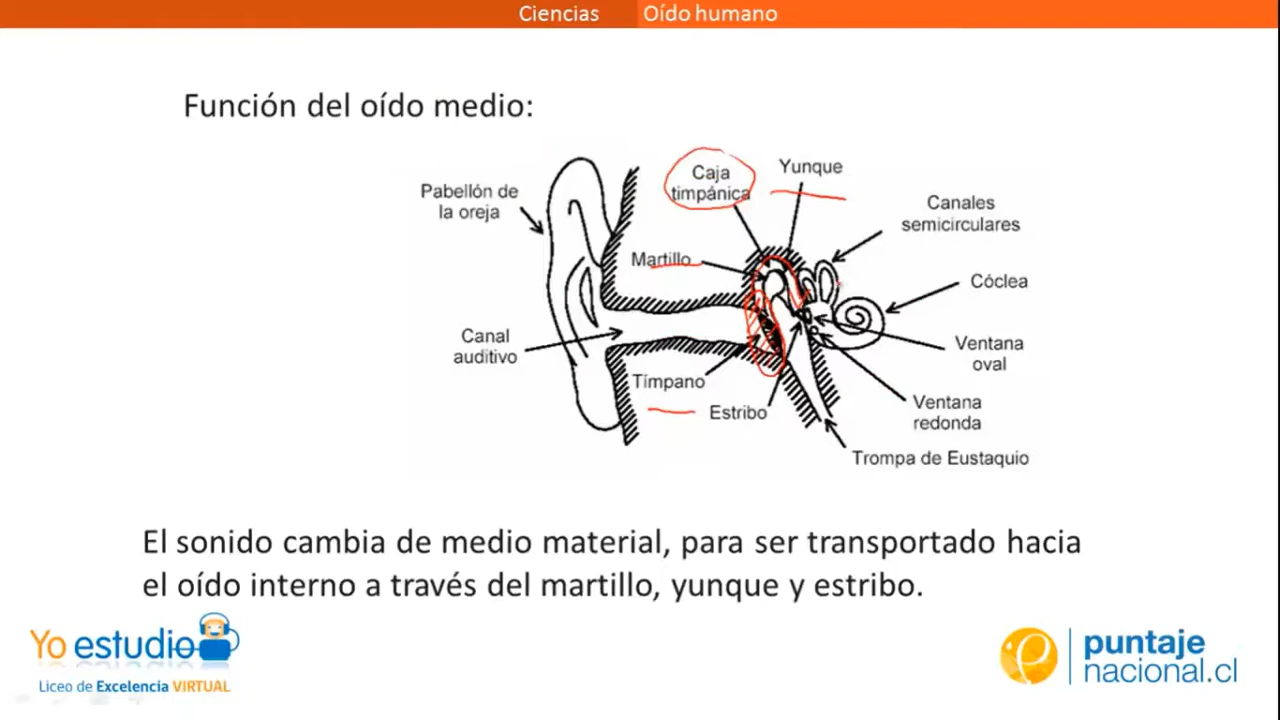 Ciencias Oído humano
Función del oído medio:
Caja
timpánica
Yunque
Pabellón de
la oreja
Canales
semicirculares
Martillo
Cóclea
Canal
auditivo
Ventana
oval
Tímpano
Estribo
Ventana
redonda
Trompa de Eustaquio
El sonido cambia de medio material, para ser transportado hacia
el oído interno a través del martillo, yunque y estribo.
Yo estudio
Liceo de Excelencia VIRTUAL
puntaje
nacional.cl